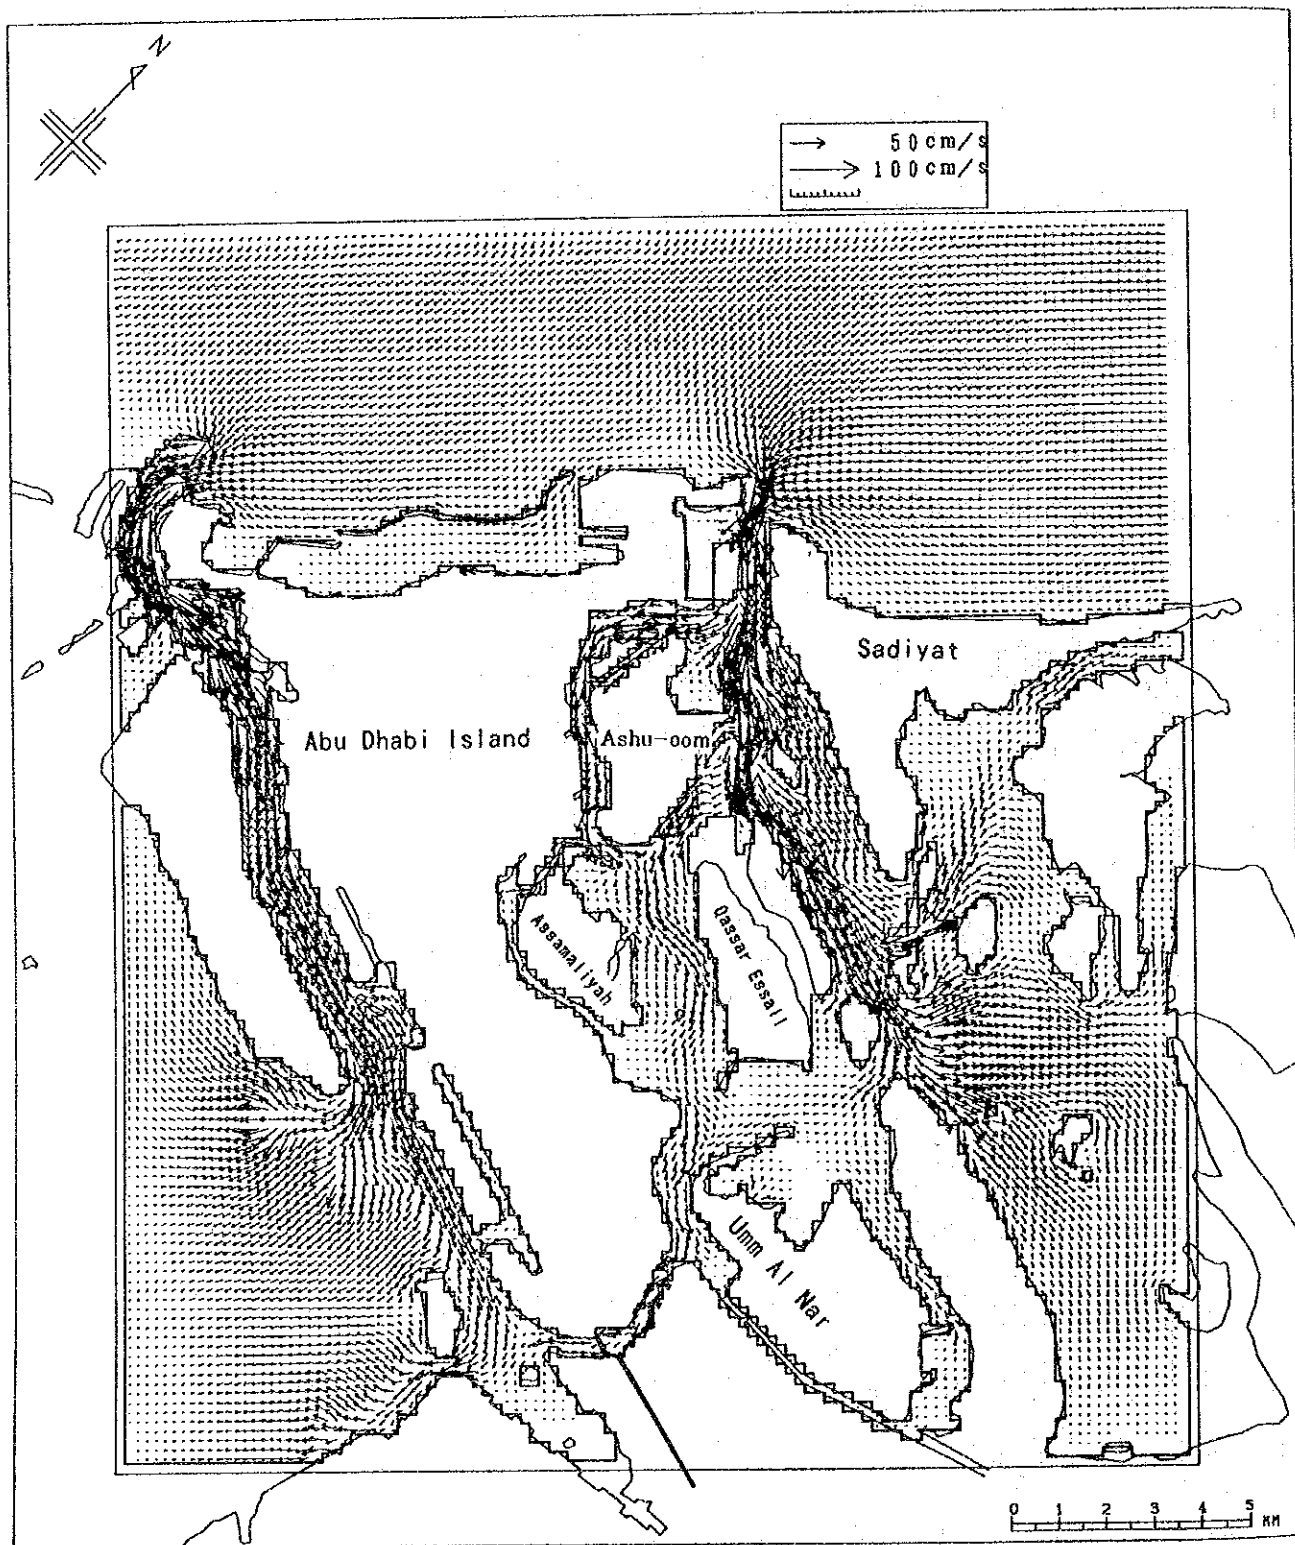 N
50cm/s
100cm/s
Sadiyat
Abu Dhabi Island
Ashu-oom
Assamaliyah
Qassar Essail
Umm Al Nar
0 1 2 3 4 5 KM